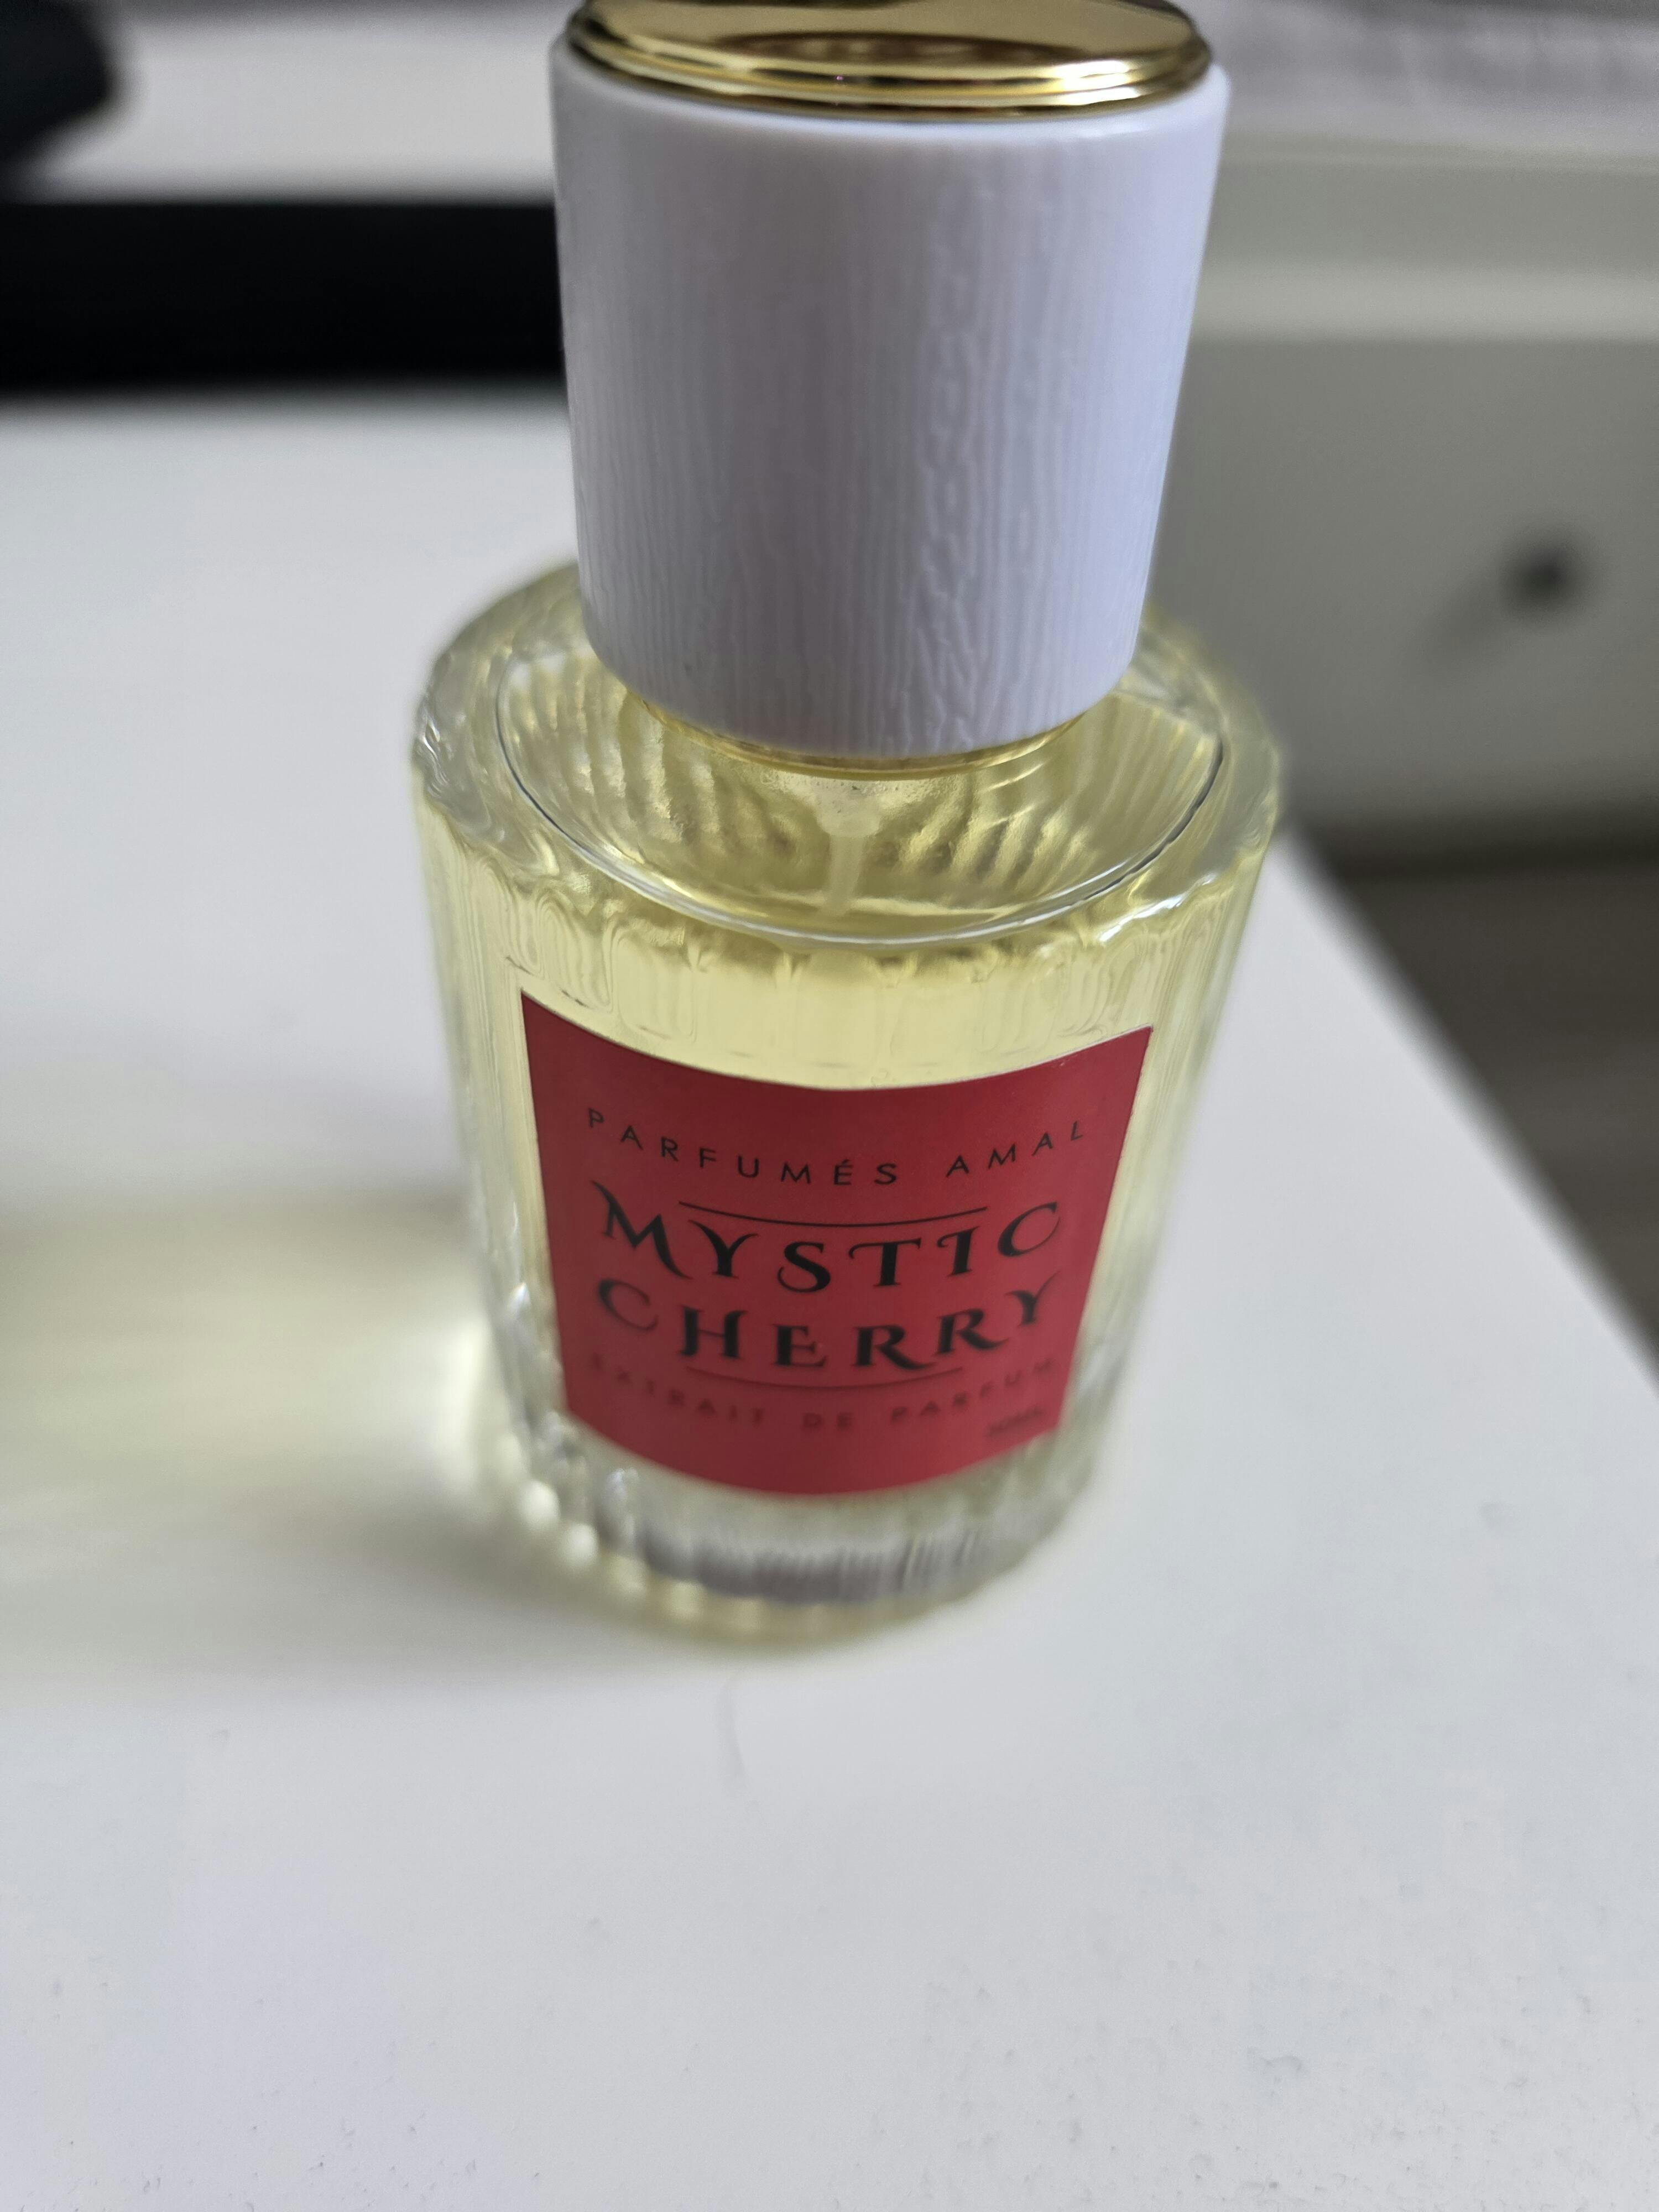 PARFUMÉS AMAL
MYSTIC
CHERRY
EXTRAIT DE PARFUM